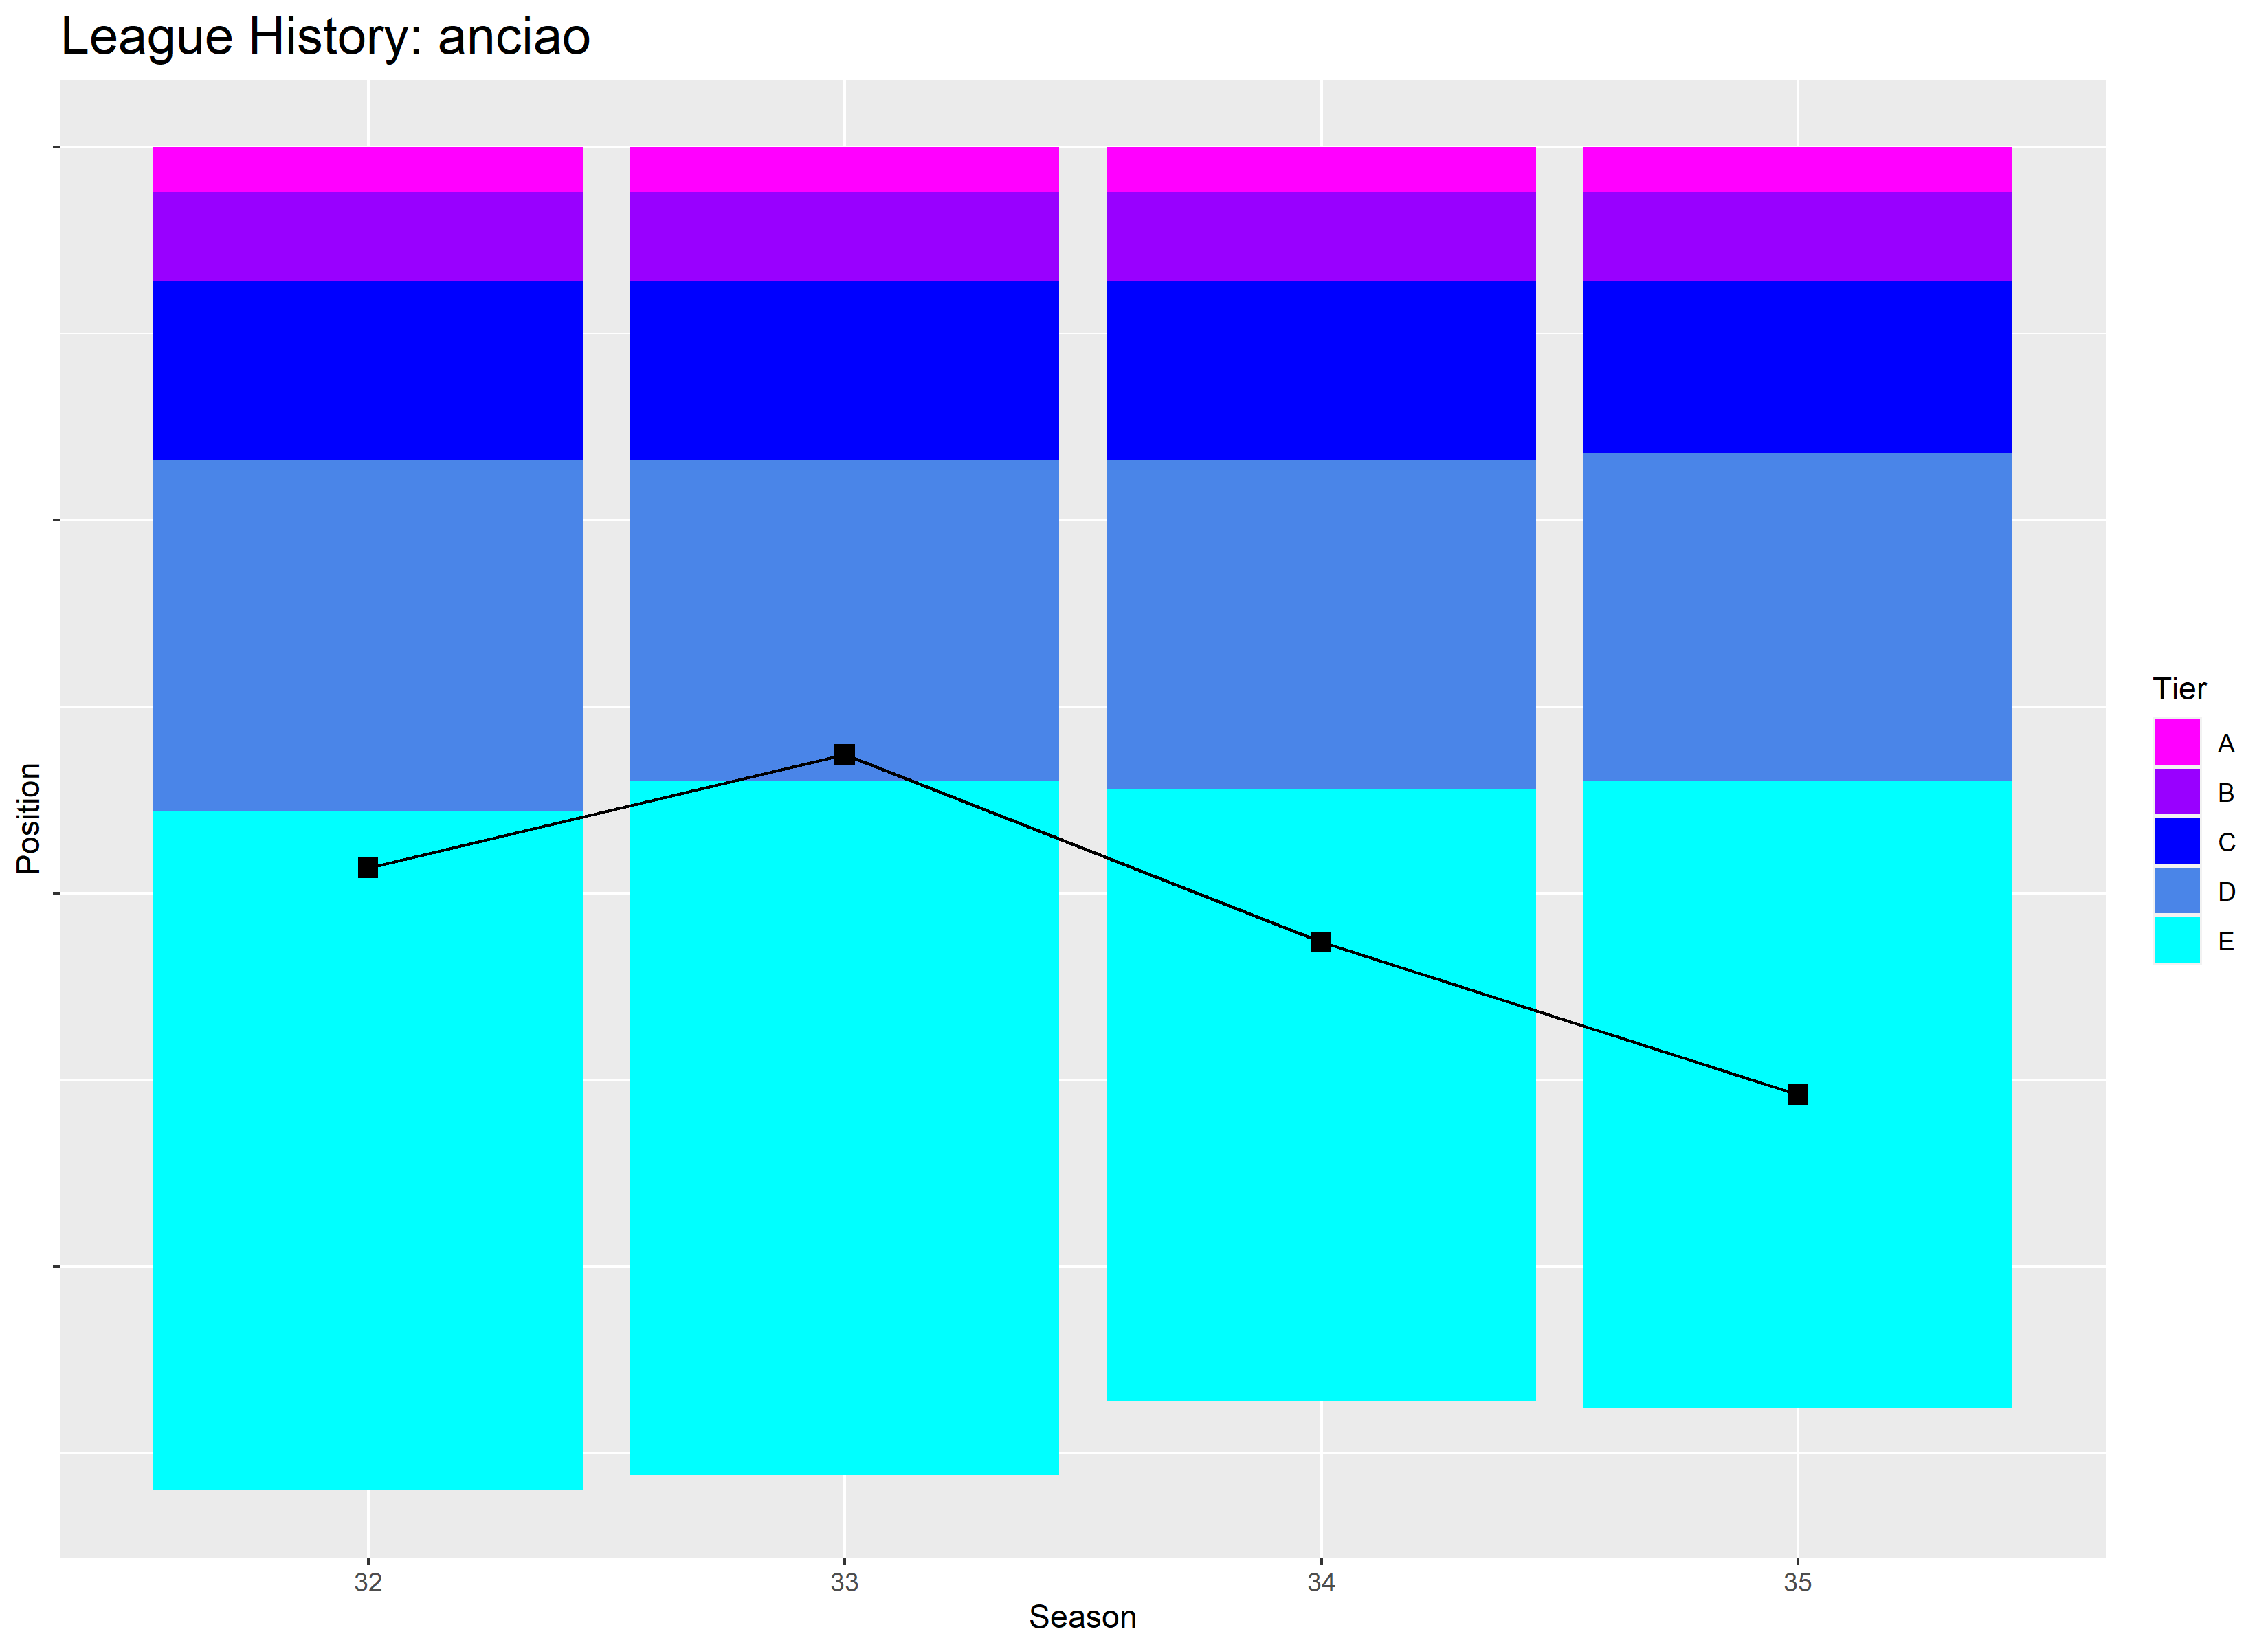 League History: anciao
Position
Tier
A
B
C
D
E
32
33
34
35
Season